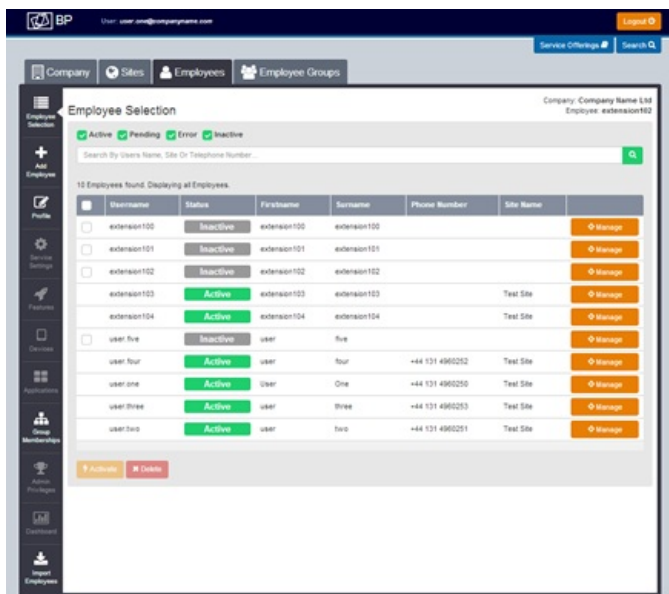 BP
User: user.one@companyname.com
Logout
Service Offerings
Search
Company
Sites
Employees
Employee Groups
Employee Selection
Add Employee
Profile
Service Settings
Features
Devices
Applications
Group Memberships
Admin Privileges
Dashboard
Import Employees
Employee Selection
Company: Company Name Ltd
Employee: extension102
Active Pending Error Inactive
Search By Users Name, Site Or Telephone Number...
10 Employees found. Displaying all Employees.
Username Status Firstname Surname Phone Number Site Name
extension100 Inactive extension100 extension100 Manage
extension101 Inactive extension101 extension101 Manage
extension102 Inactive extension102 extension102 Manage
extension103 Active extension103 extension103 Test Site Manage
extension104 Active extension104 extension104 Test Site Manage
user.five Inactive user five Manage
user.four Active user four +44 131 4960252 Test Site Manage
user.one Active User One +44 131 4960250 Test Site Manage
user.three Active user three +44 131 4960253 Test Site Manage
user.two Active user two +44 131 4960251 Test Site Manage
Activate
Delete